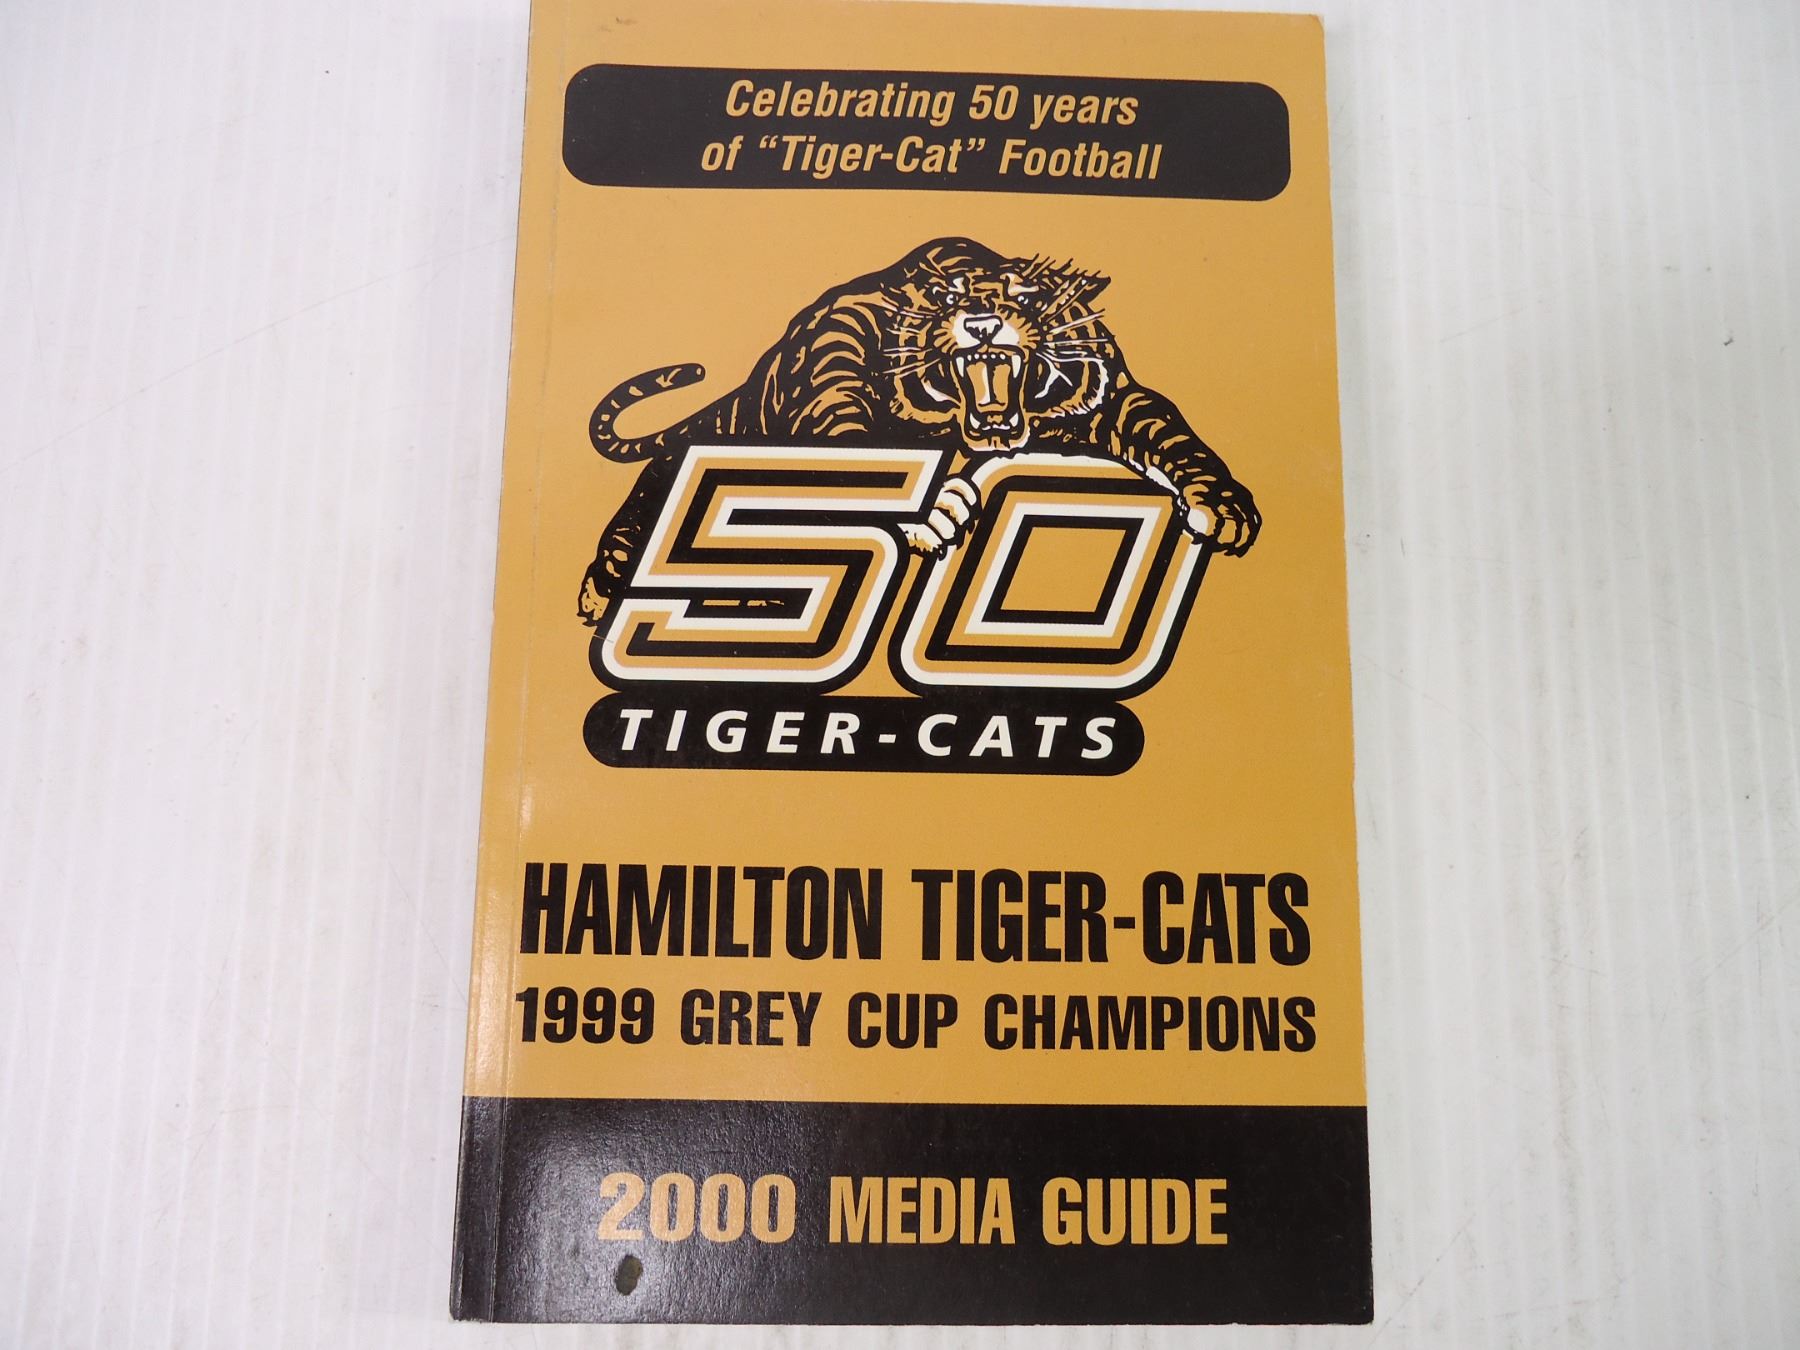 Celebrating 50 years
of “Tiger-Cat” Football
50
TIGER-CATS
HAMILTON TIGER-CATS
1999 GREY CUP CHAMPIONS
2000 MEDIA GUIDE